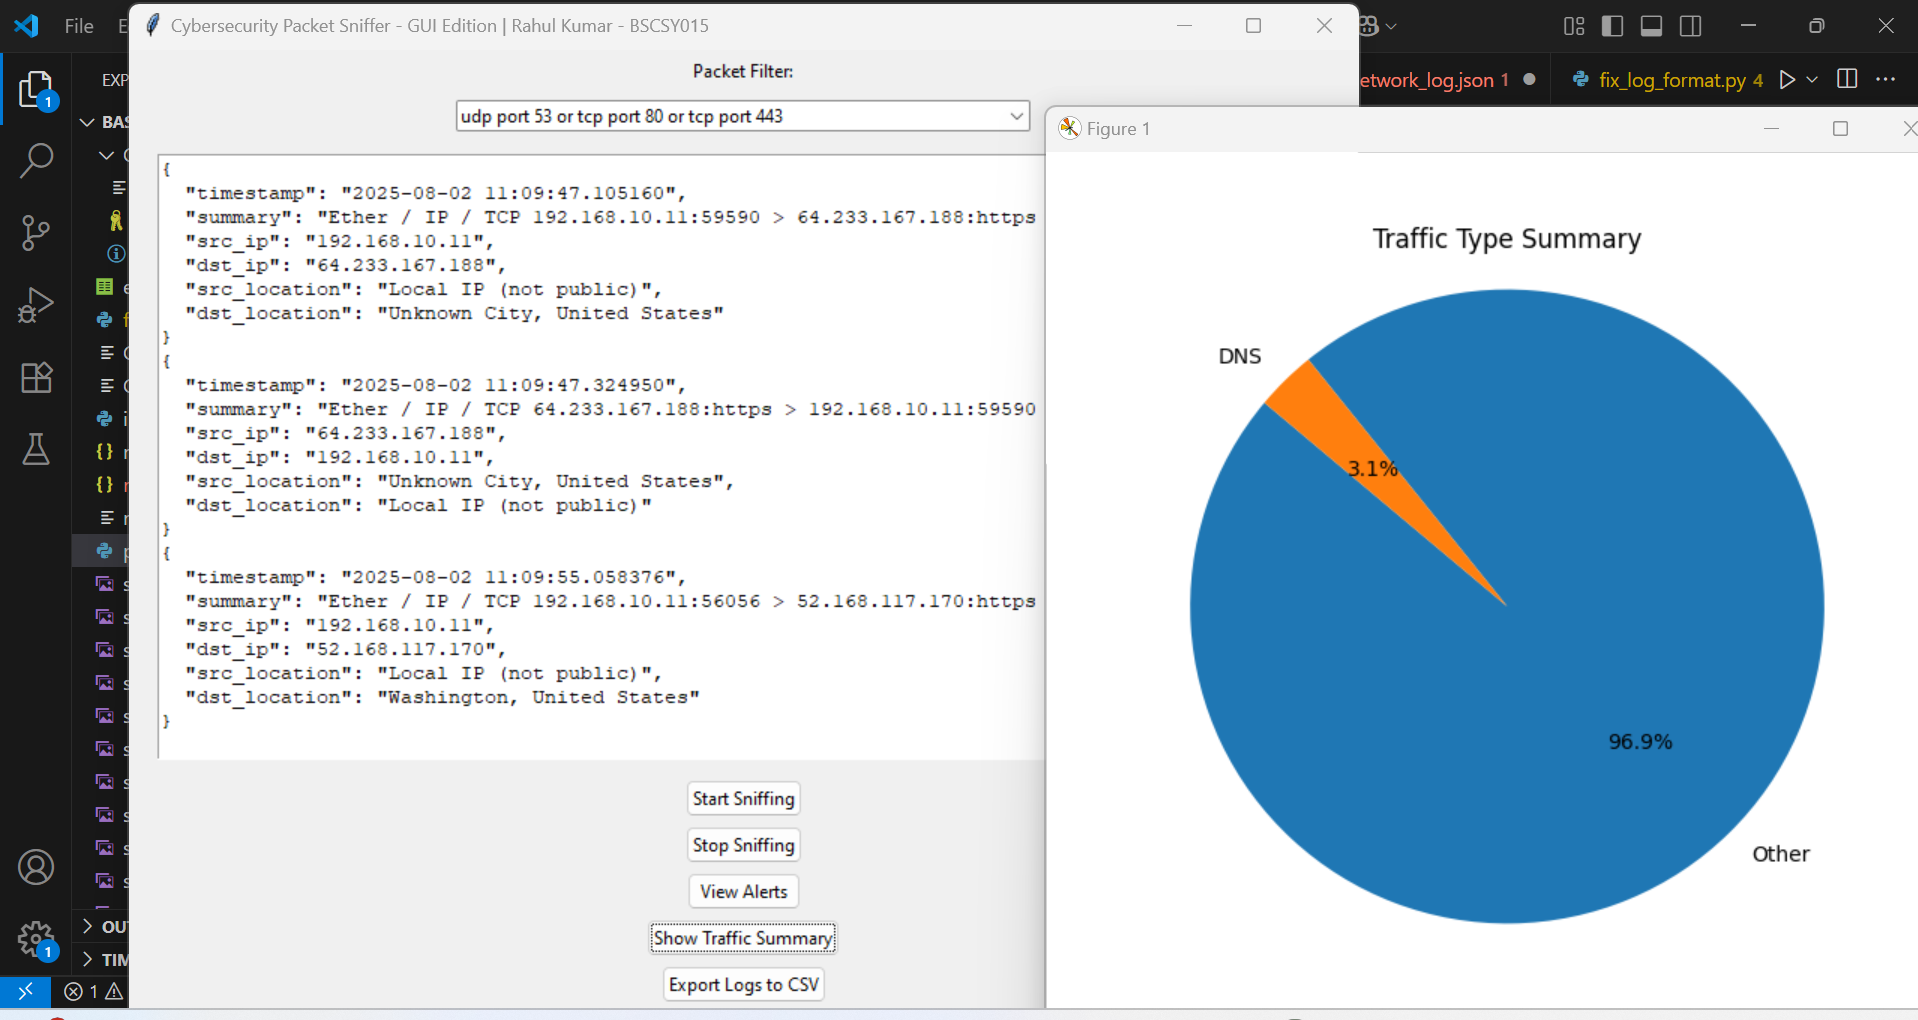 File
Cybersecurity Packet Sniffer - GUI Edition | Rahul Kumar - BSCSY015
Packet Filter:
udp port 53 or tcp port 80 or tcp port 443
etwork_log.json 1
fix_log_format.py 4
Figure 1
1
EXP
BAS
{
"timestamp": "2025-08-02 11:09:47.105160",
"summary": "Ether / IP / TCP 192.168.10.11:59590 > 64.233.167.188:https
"src_ip": "192.168.10.11",
"dst_ip": "64.233.167.188",
"src_location": "Local IP (not public)",
"dst_location": "Unknown City, United States"
}
{
"timestamp": "2025-08-02 11:09:47.324950",
"summary": "Ether / IP / TCP 64.233.167.188:https > 192.168.10.11:59590
"src_ip": "64.233.167.188",
"dst_ip": "192.168.10.11",
"src_location": "Unknown City, United States",
"dst_location": "Local IP (not public)"
}
{
"timestamp": "2025-08-02 11:09:55.058376",
"summary": "Ether / IP / TCP 192.168.10.11:56056 > 52.168.117.170:https
"src_ip": "192.168.10.11",
"dst_ip": "52.168.117.170",
"src_location": "Local IP (not public)",
"dst_location": "Washington, United States"
}
Start Sniffing
Stop Sniffing
View Alerts
Show Traffic Summary
Export Logs to CSV
Traffic Type Summary
DNS
3.1%
96.9%
Other
OUT
TIM
1
1